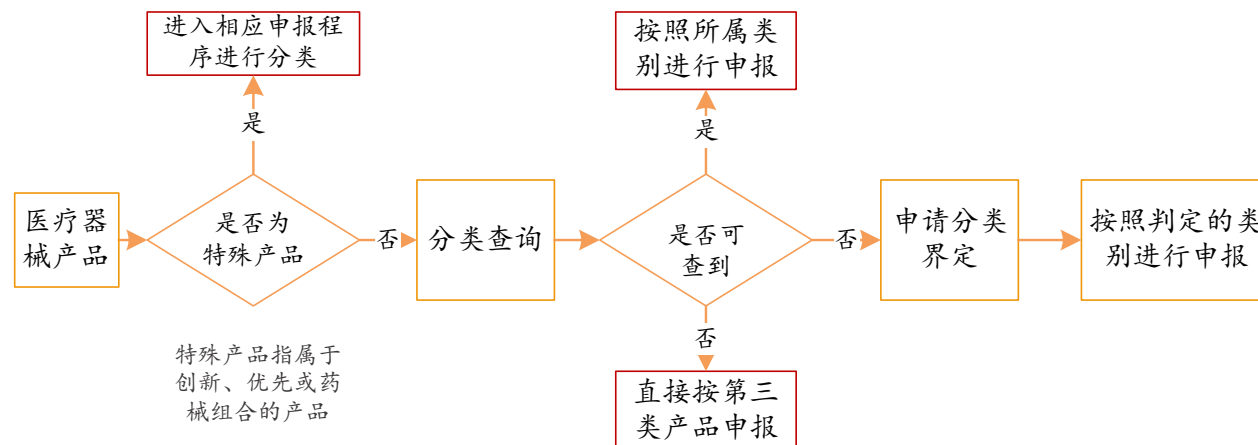 进入相应申报程
序进行分类
按照所属类
别进行申报
是
是
医疗器
械产品
是否为
特殊产品
否
分类查询
是否可
查到
否
申请分类
界定
按照判定的类
别进行申报
否
特殊产品指属于
创新、优先或药
械组合的产品
直接按第三
类产品申报